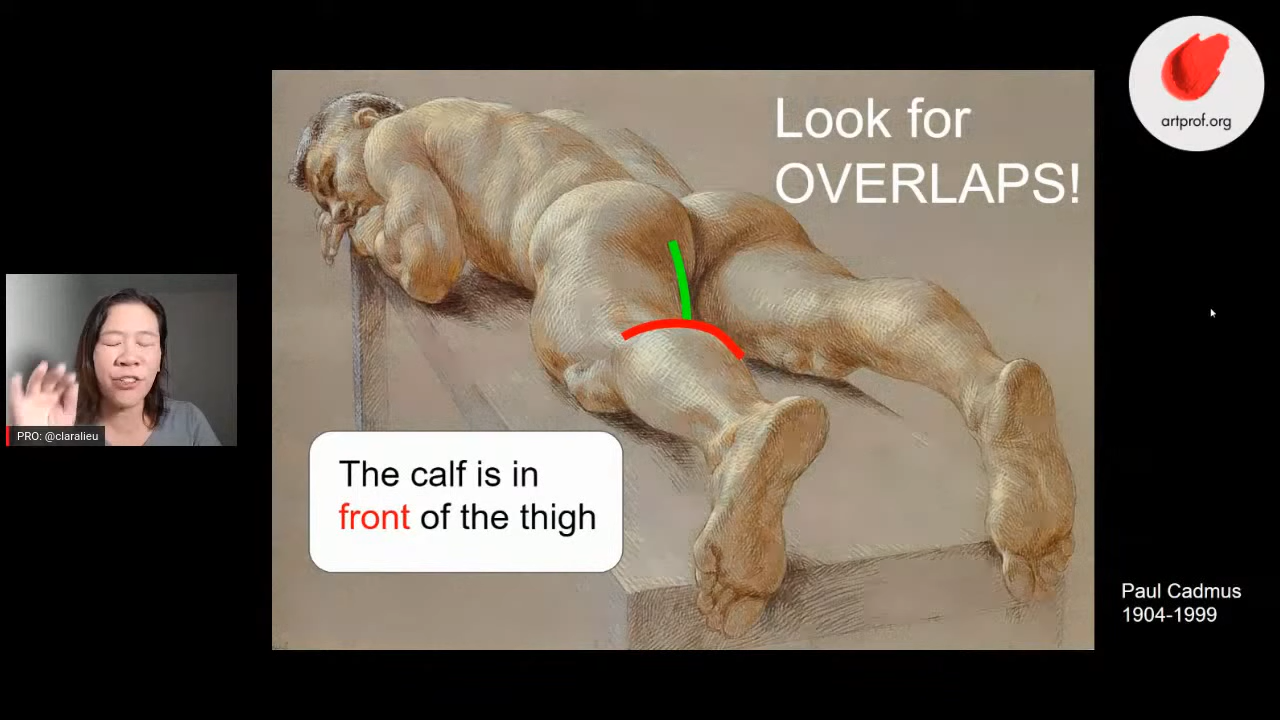 Look for
OVERLAPS!
artprof.org
PRO: @claralieu
The calf is in
front of the thigh
Paul Cadmus
1904-1999